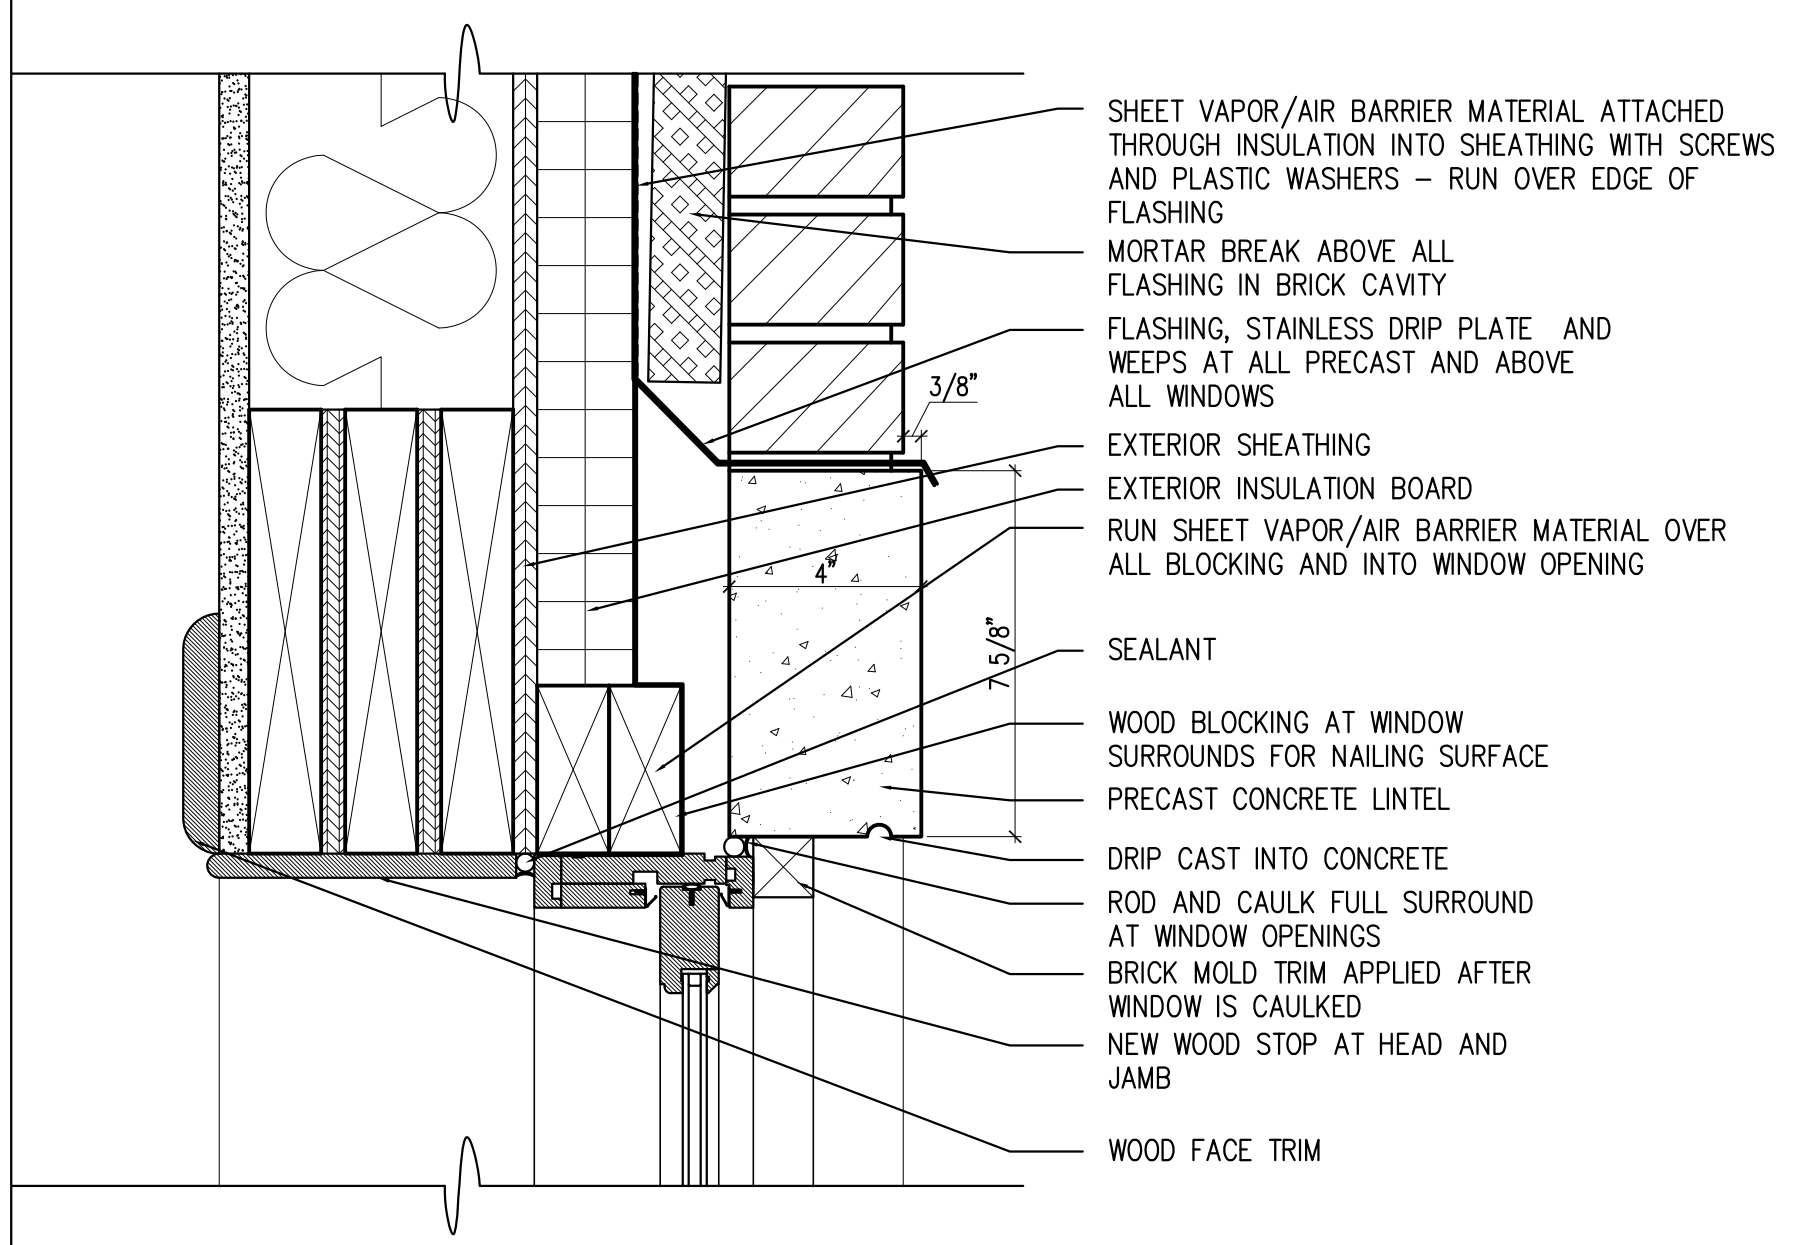 SHEET VAPOR/AIR BARRIER MATERIAL ATTACHED
THROUGH INSULATION INTO SHEATHING WITH SCREWS
AND PLASTIC WASHERS – RUN OVER EDGE OF
FLASHING
MORTAR BREAK ABOVE ALL
FLASHING IN BRICK CAVITY
FLASHING, STAINLESS DRIP PLATE AND
WEEPS AT ALL PRECAST AND ABOVE
ALL WINDOWS
3/8"
EXTERIOR SHEATHING
EXTERIOR INSULATION BOARD
RUN SHEET VAPOR/AIR BARRIER MATERIAL OVER
ALL BLOCKING AND INTO WINDOW OPENING
4"
7 5/8"
SEALANT
WOOD BLOCKING AT WINDOW
SURROUNDS FOR NAILING SURFACE
PRECAST CONCRETE LINTEL
DRIP CAST INTO CONCRETE
ROD AND CAULK FULL SURROUND
AT WINDOW OPENINGS
BRICK MOLD TRIM APPLIED AFTER
WINDOW IS CAULKED
NEW WOOD STOP AT HEAD AND
JAMB
WOOD FACE TRIM